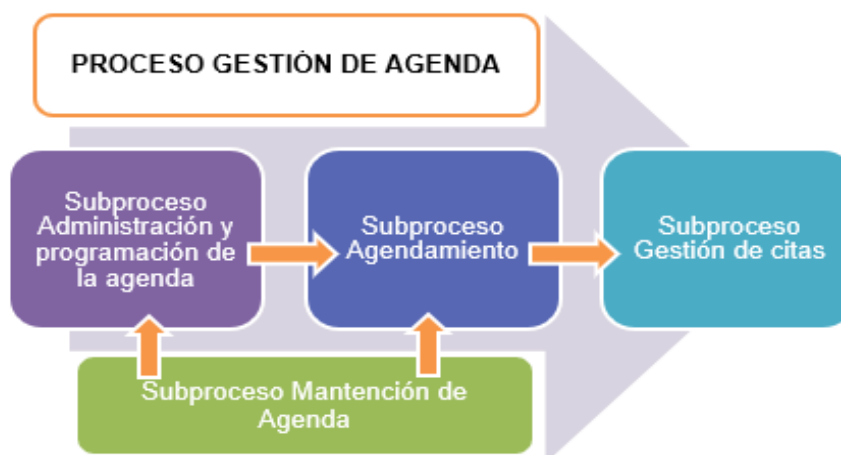 PROCESO GESTIÓN DE AGENDA
Subproceso
Administración y
programación de
la agenda
Subproceso
Agendamiento
Subproceso
Gestión de citas
Subproceso Mantención de
Agenda